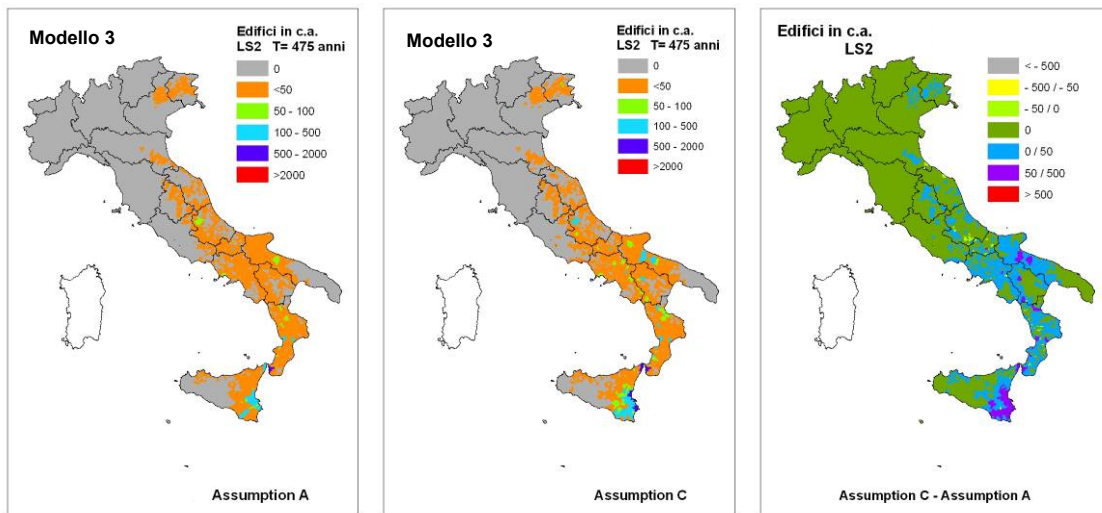 Modello 3
Edifici in c.a.
LS2 T= 475 anni
0
<50
50 - 100
100 - 500
500 - 2000
>2000
Assumption A
Modello 3
Edifici in c.a.
LS2 T= 475 anni
0
<50
50 - 100
100 - 500
500 - 2000
>2000
Assumption C
Edifici in c.a.
LS2
< - 500
- 500 / - 50
- 50 / 0
0
0 / 50
50 / 500
> 500
Assumption C - Assumption A